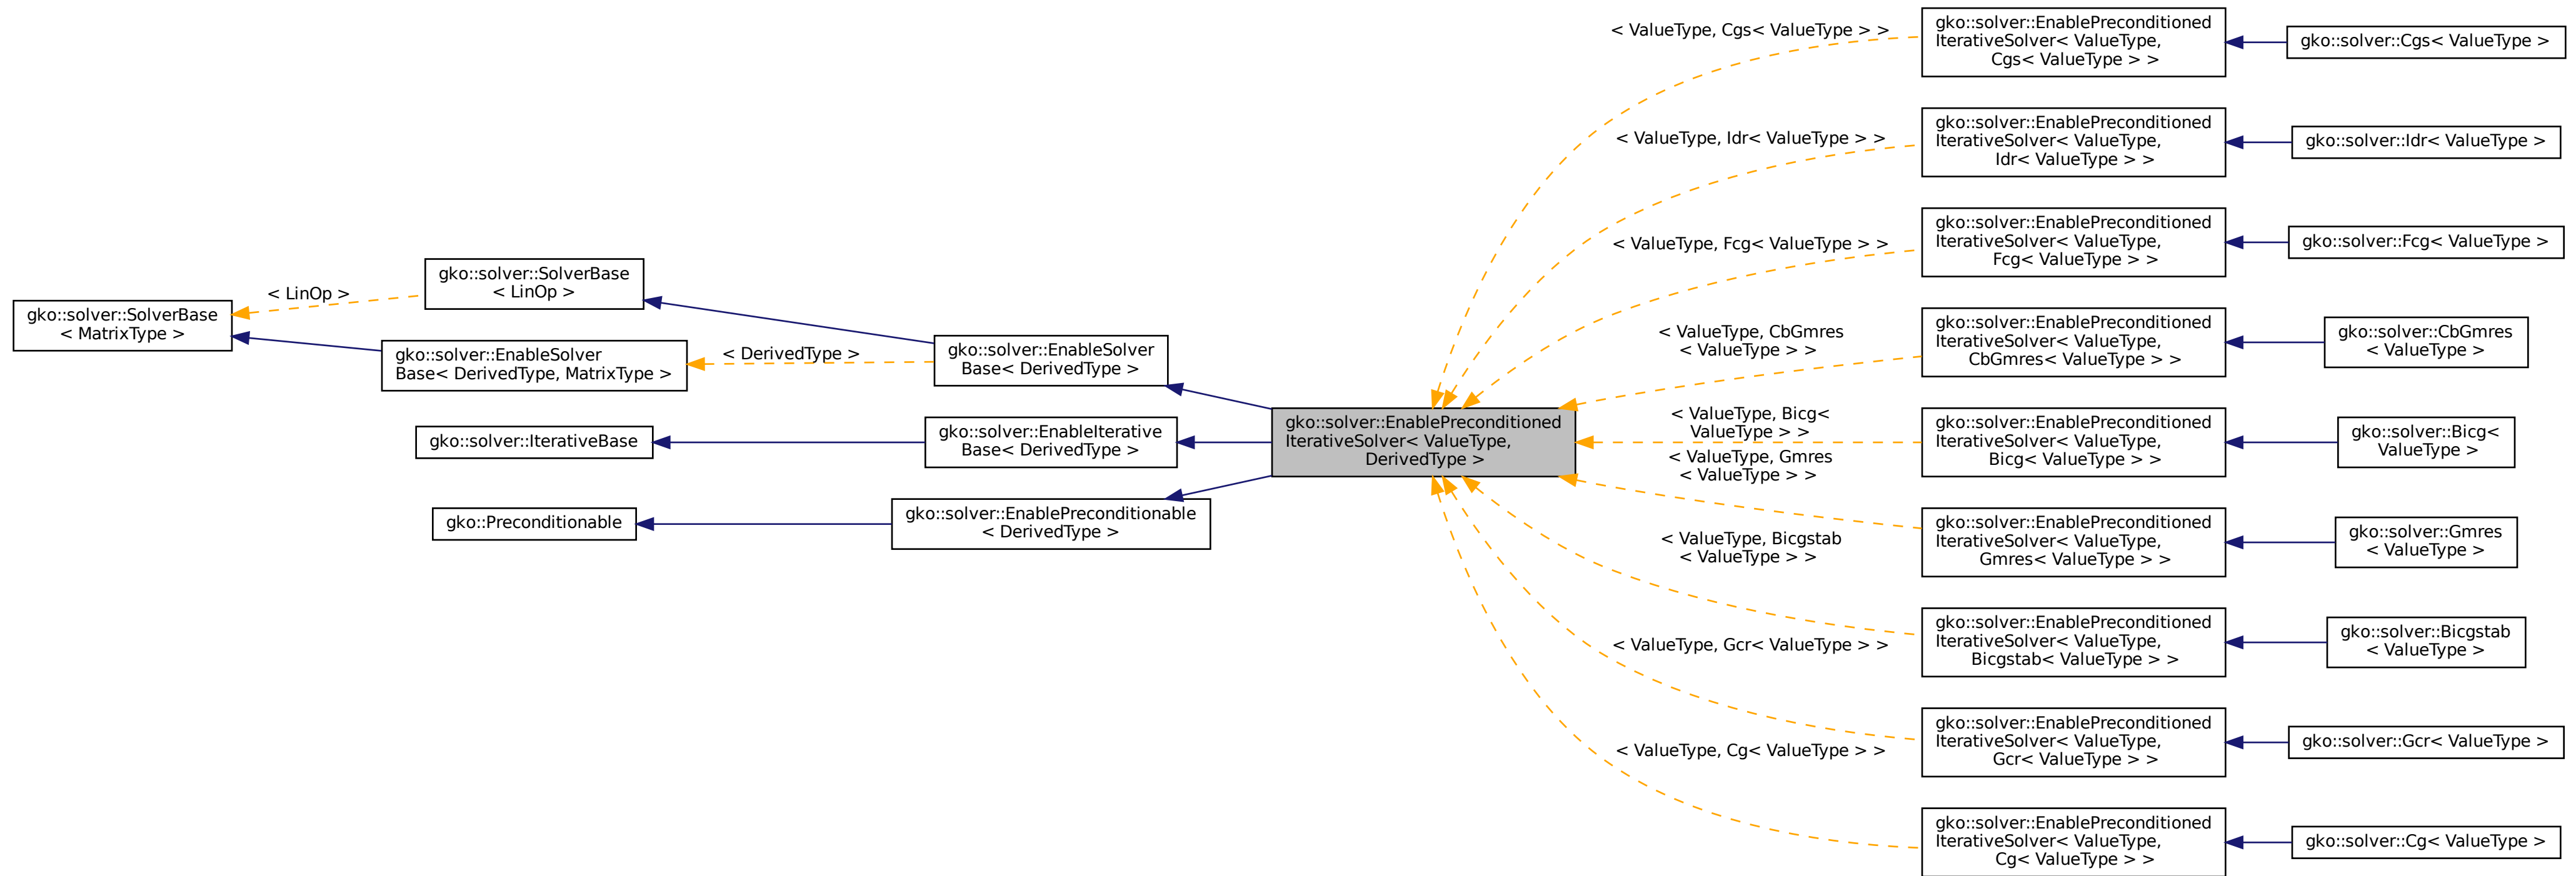 gko::solver::SolverBase
< MatrixType >
< LinOp >
gko::solver::SolverBase
< LinOp >
gko::solver::EnableSolver
Base< DerivedType, MatrixType >
< DerivedType >
gko::solver::EnableSolver
Base< DerivedType >
gko::solver::IterativeBase
gko::solver::EnableIterative
Base< DerivedType >
gko::Preconditionable
gko::solver::EnablePreconditionable
< DerivedType >
gko::solver::EnablePreconditioned
IterativeSolver< ValueType,
DerivedType >
< ValueType, Cgs< ValueType > >
gko::solver::EnablePreconditioned
IterativeSolver< ValueType,
Cgs< ValueType > >
gko::solver::Cgs< ValueType >
< ValueType, Idr< ValueType > >
gko::solver::EnablePreconditioned
IterativeSolver< ValueType,
Idr< ValueType > >
gko::solver::Idr< ValueType >
< ValueType, Fcg< ValueType > >
gko::solver::EnablePreconditioned
IterativeSolver< ValueType,
Fcg< ValueType > >
gko::solver::Fcg< ValueType >
< ValueType, CbGmres
< ValueType > >
gko::solver::EnablePreconditioned
IterativeSolver< ValueType,
CbGmres< ValueType > >
gko::solver::CbGmres
< ValueType >
< ValueType, Bicg<
ValueType > >
gko::solver::EnablePreconditioned
IterativeSolver< ValueType,
Bicg< ValueType > >
gko::solver::Bicg<
ValueType >
< ValueType, Gmres
< ValueType > >
gko::solver::EnablePreconditioned
IterativeSolver< ValueType,
Gmres< ValueType > >
gko::solver::Gmres
< ValueType >
< ValueType, Bicgstab
< ValueType > >
gko::solver::EnablePreconditioned
IterativeSolver< ValueType,
Bicgstab< ValueType > >
gko::solver::Bicgstab
< ValueType >
< ValueType, Gcr< ValueType > >
gko::solver::EnablePreconditioned
IterativeSolver< ValueType,
Gcr< ValueType > >
gko::solver::Gcr< ValueType >
< ValueType, Cg< ValueType > >
gko::solver::EnablePreconditioned
IterativeSolver< ValueType,
Cg< ValueType > >
gko::solver::Cg< ValueType >